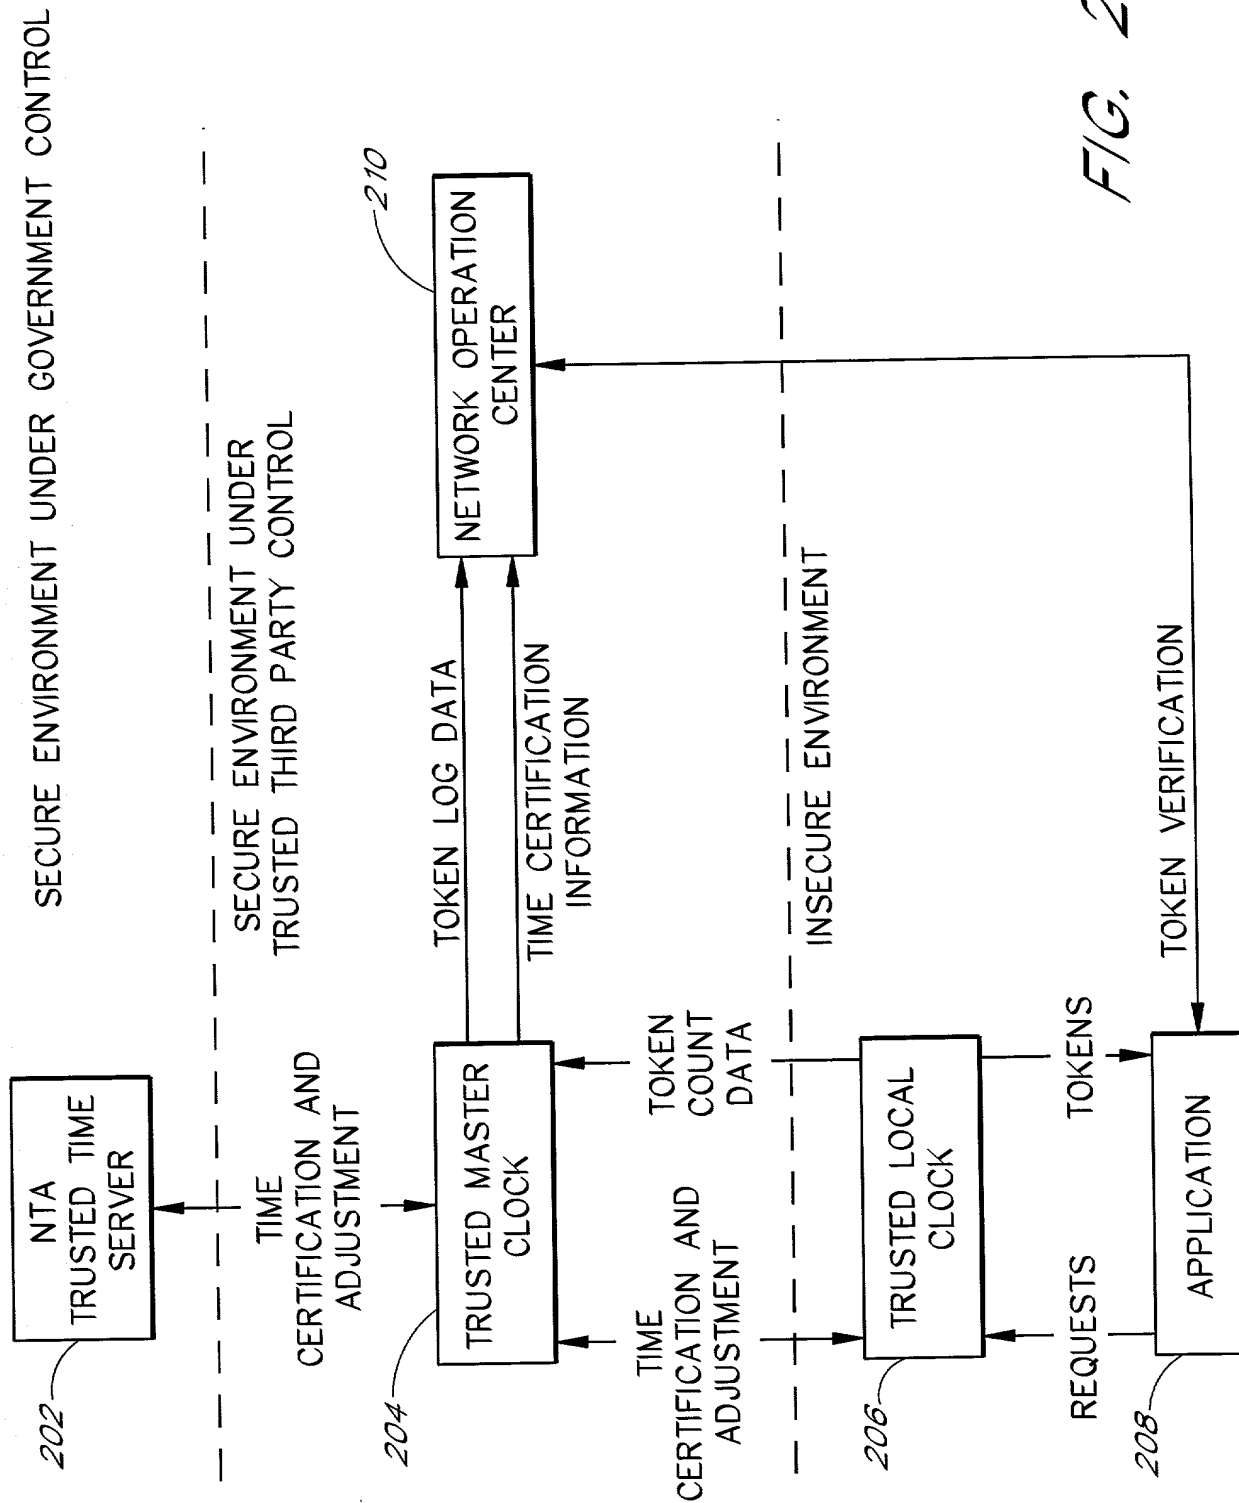 SECURE ENVIRONMENT UNDER GOVERNMENT CONTROL
NTA
TRUSTED TIME
SERVER
202
SECURE ENVIRONMENT UNDER
TRUSTED THIRD PARTY CONTROL
TIME
CERTIFICATION AND
ADJUSTMENT
204
TRUSTED MASTER
CLOCK
TOKEN LOG DATA
TIME CERTIFICATION
INFORMATION
210
NETWORK OPERATION
CENTER
TIME
CERTIFICATION AND
ADJUSTMENT
TOKEN
COUNT
DATA
INSECURE ENVIRONMENT
206
TRUSTED LOCAL
CLOCK
REQUESTS
TOKENS
TOKEN VERIFICATION
208
APPLICATION
FIG. 2